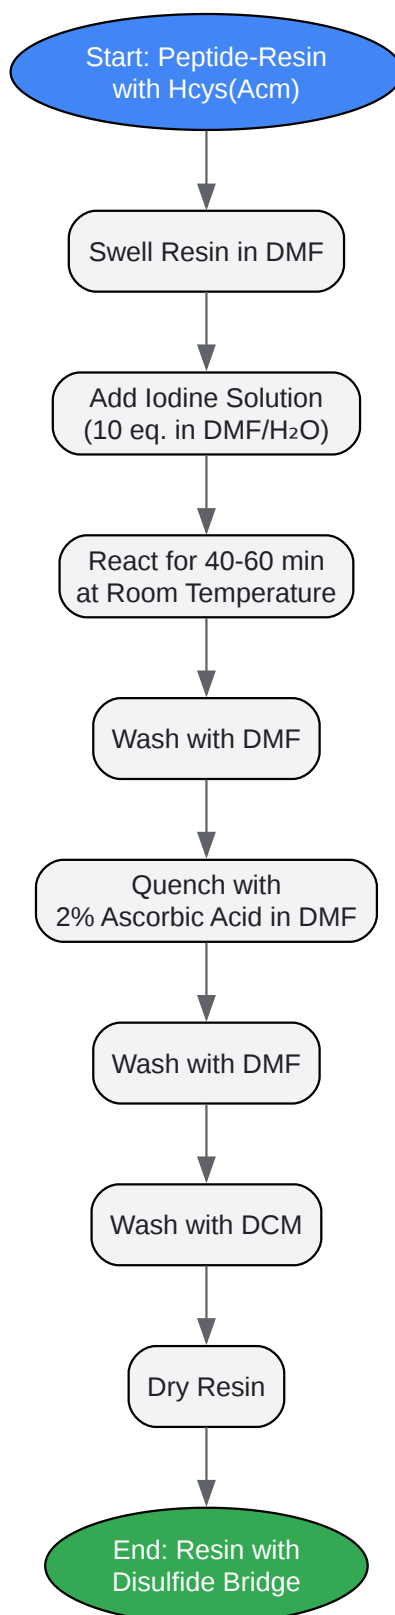 Start: Peptide-Resin
with Hcys(Acm)
Swell Resin in DMF
Add Iodine Solution
(10 eq. in DMF/H₂O)
React for 40-60 min
at Room Temperature
Wash with DMF
Quench with
2% Ascorbic Acid in DMF
Wash with DMF
Wash with DCM
Dry Resin
End: Resin with
Disulfide Bridge